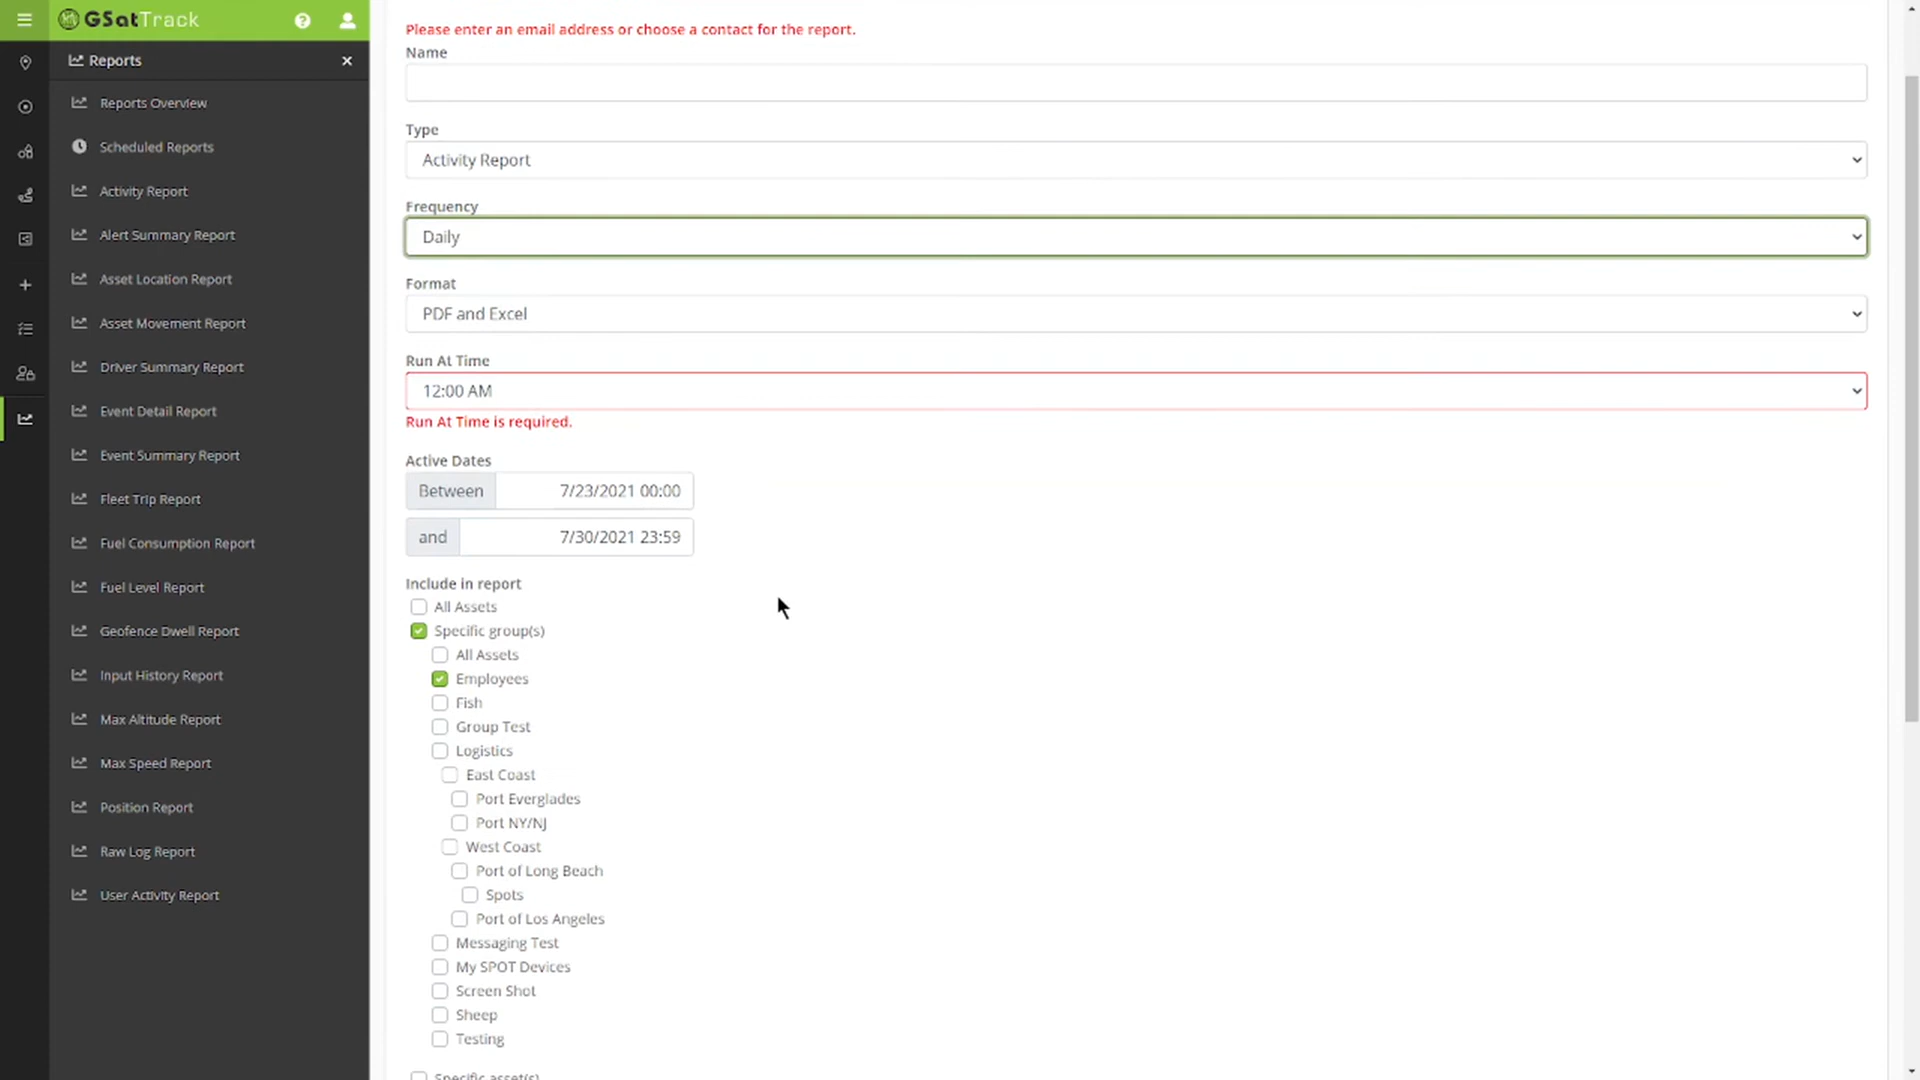 GSatTrack
Reports
Reports Overview
Scheduled Reports
Activity Report
Alert Summary Report
Asset Location Report
Asset Movement Report
Driver Summary Report
Event Detail Report
Event Summary Report
Fleet Trip Report
Fuel Consumption Report
Fuel Level Report
Geofence Dwell Report
Input History Report
Max Altitude Report
Max Speed Report
Position Report
Raw Log Report
User Activity Report
Please enter an email address or choose a contact for the report.
Name
Type
Activity Report
Frequency
Daily
Format
PDF and Excel
Run At Time
12:00 AM
Run At Time is required.
Active Dates
Between 7/23/2021 00:00
and 7/30/2021 23:59
Include in report
All Assets
Specific group(s)
All Assets
Employees
Fish
Group Test
Logistics
East Coast
Port Everglades
Port NY/NJ
West Coast
Port of Long Beach
Spots
Port of Los Angeles
Messaging Test
My SPOT Devices
Screen Shot
Sheep
Testing
Specific asset(s)